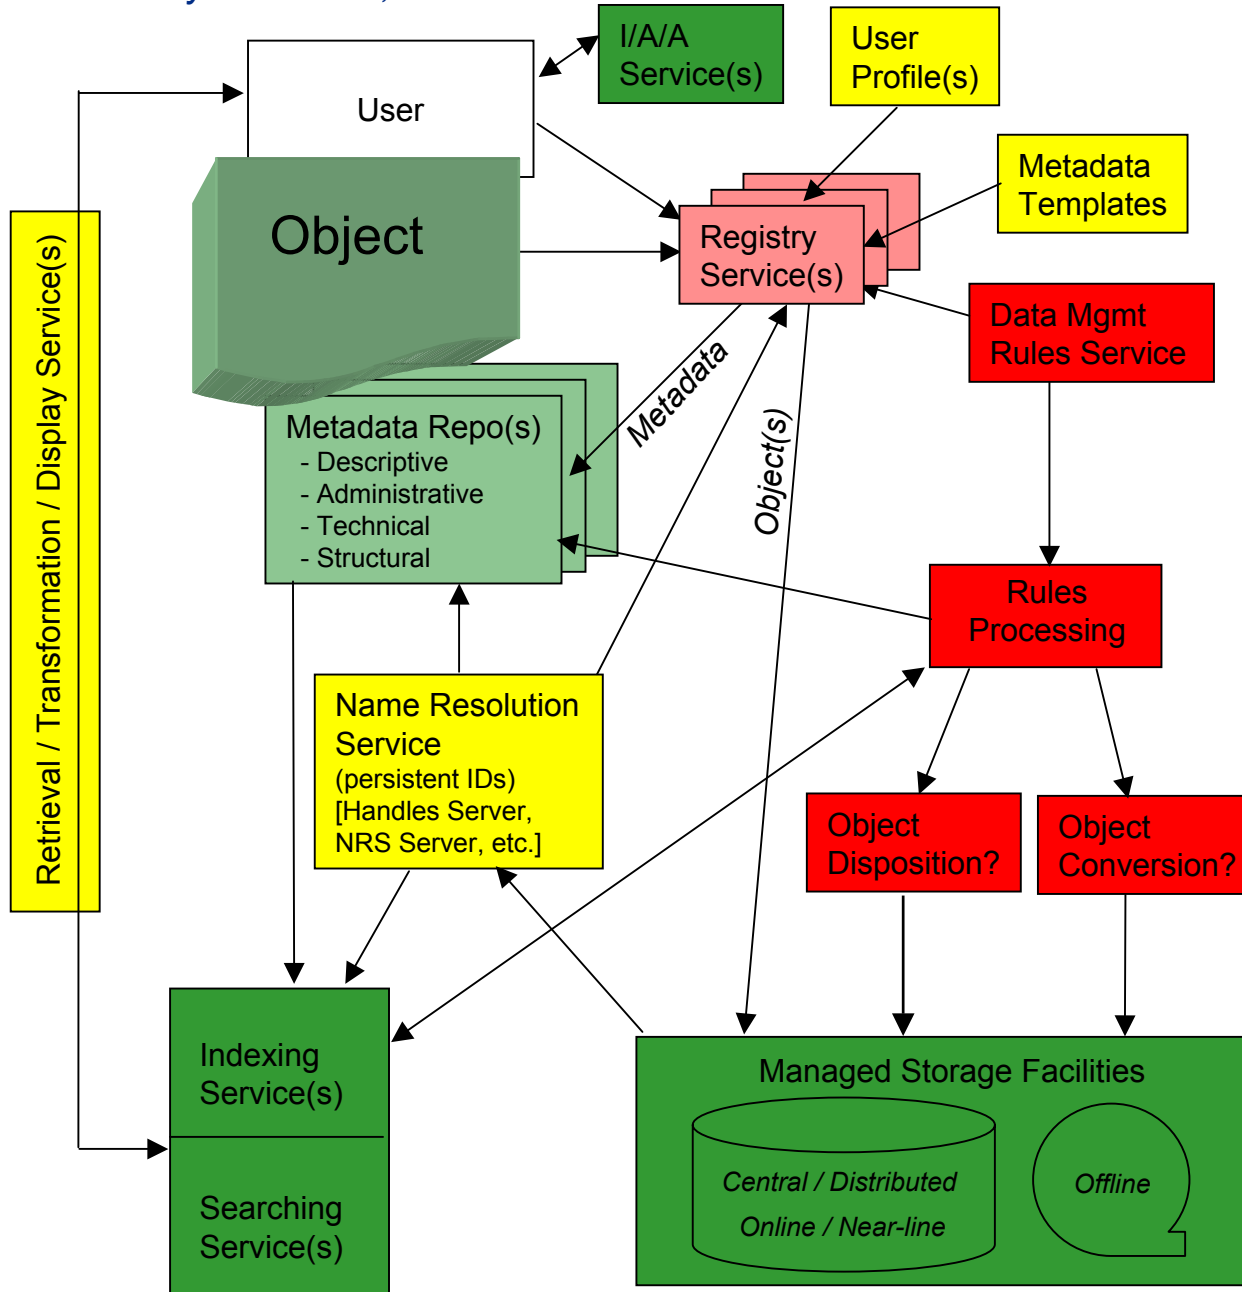 I/A/A
Service(s)
User
Profile(s)
User
Metadata
Templates
Object
Registry
Service(s)
Data Mgmt
Rules Service
Retrieval / Transformation / Display Service(s)
Metadata
Object(s)
Metadata Repo(s)
- Descriptive
- Administrative
- Technical
- Structural
Rules
Processing
Name Resolution
Service
(persistent IDs)
[Handles Server,
NRS Server, etc.]
Object
Disposition?
Object
Conversion?
Indexing
Service(s)
Searching
Service(s)
Managed Storage Facilities
Central / Distributed
Online / Near-line
Offline